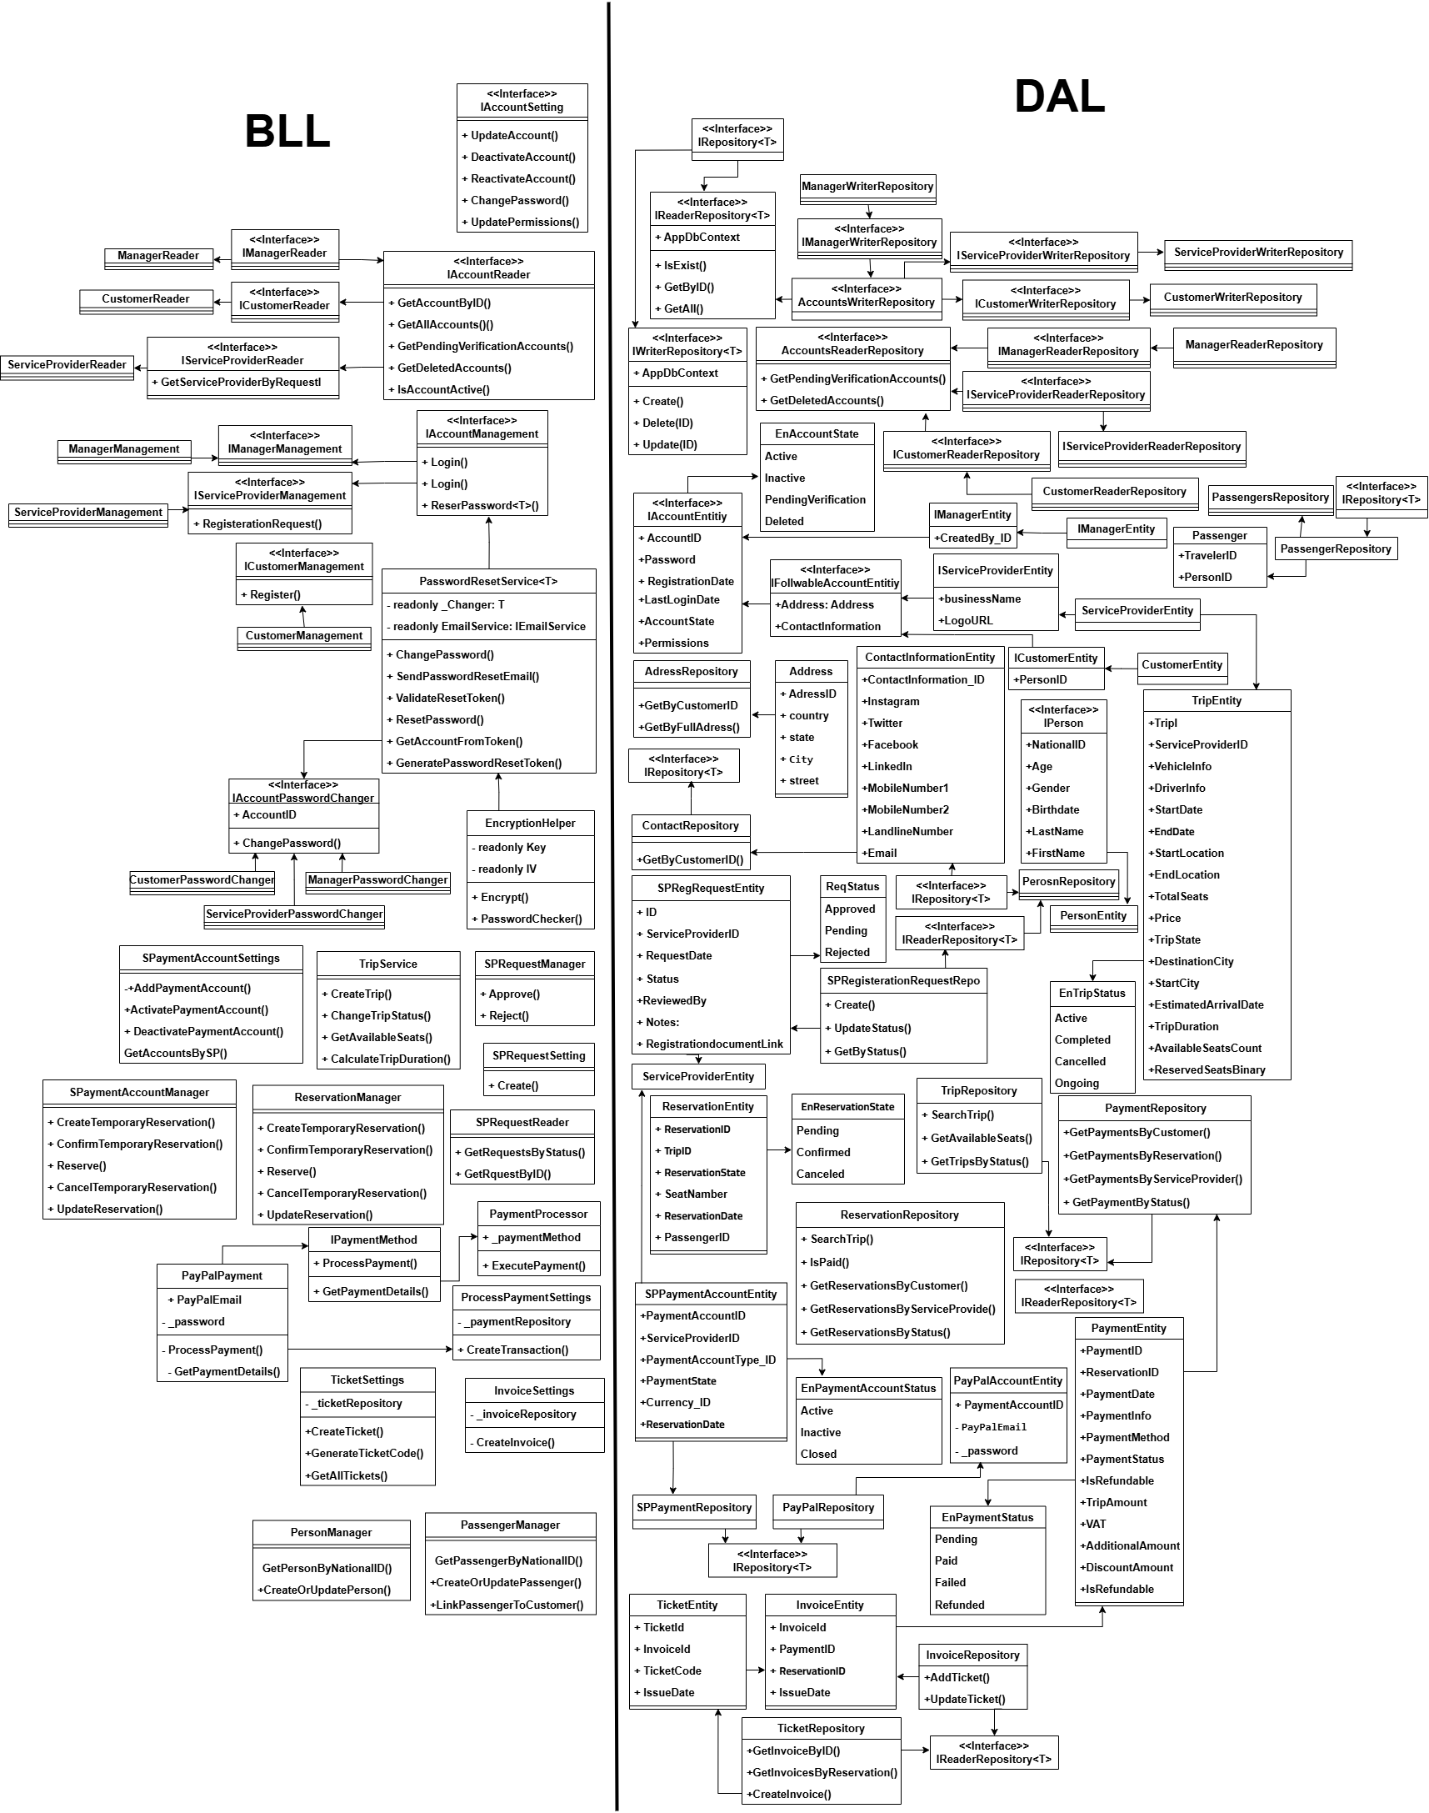 BLL
<<Interface>>
IAccountSetting
+ UpdateAccount()
+ DeactivateAccount()
+ ReactivateAccount()
+ ChangePassword()
+ UpdatePermissions()
ManagerReader
<<Interface>>
IManagerReader
<<Interface>>
IAccountReader
+ GetAccountByID()
+ GetAllAccounts()()
+ GetPendingVerificationAccounts()
+ GetDeletedAccounts()
+ IsAccountActive()
CustomerReader
<<Interface>>
ICustomerReader
ServiceProviderReader
<<Interface>>
IServiceProviderReader
+ GetServiceProviderByRequestI
<<Interface>>
IAccountManagement
+ Login()
+ Login()
+ ReserPassword<T>()
ManagerManagement
<<Interface>>
IManagerManagement
ServiceProviderManagement
<<Interface>>
IServiceProviderManagement
+ RegisterationRequest()
<<Interface>>
ICustomerManagement
+ Register()
CustomerManagement
PasswordResetService<T>
- readonly _Changer: T
- readonly EmailService: IEmailService
+ ChangePassword()
+ SendPasswordResetEmail()
+ ValidateResetToken()
+ ResetPassword()
+ GetAccountFromToken()
+ GeneratePasswordResetToken()
<<Interface>>
IAccountPasswordChanger
+ AccountID
+ ChangePassword()
CustomerPasswordChanger
ManagerPasswordChanger
ServiceProviderPasswordChanger
EncryptionHelper
- readonly Key
- readonly IV
+ Encrypt()
+ PasswordChecker()
SPaymentAccountSettings
-+AddPaymentAccount()
+ActivatePaymentAccount()
+ DeactivatePaymentAccount()
GetAccountsBySP()
TripService
+ CreateTrip()
+ ChangeTripStatus()
+ GetAvailableSeats()
+ CalculateTripDuration()
SPRequestManager
+ Approve()
+ Reject()
SPRequestSetting
+ Create()
SPaymentAccountManager
+ CreateTemporaryReservation()
+ ConfirmTemporaryReservation()
+ Reserve()
+ CancelTemporaryReservation()
+ UpdateReservation()
ReservationManager
+ CreateTemporaryReservation()
+ ConfirmTemporaryReservation()
+ Reserve()
+ CancelTemporaryReservation()
+ UpdateReservation()
SPRequestReader
+ GetRequestsByStatus()
+ GetRquestByID()
IPaymentMethod
+ ProcessPayment()
+ GetPaymentDetails()
PaymentProcessor
+ _paymentMethod
+ ExecutePayment()
PayPalPayment
+ PayPalEmail
- _password
- ProcessPayment()
- GetPaymentDetails()
ProcessPaymentSettings
- _paymentRepository
+ CreateTransaction()
TicketSettings
- _ticketRepository
+CreateTicket()
+GenerateTicketCode()
+GetAllTickets()
InvoiceSettings
- _invoiceRepository
- CreateInvoice()
PersonManager
GetPersonByNationalID()
+CreateOrUpdatePerson()
PassengerManager
GetPassengerByNationalID()
+CreateOrUpdatePassenger()
+LinkPassengerToCustomer()
DAL
<<Interface>>
IRepository<T>
<<Interface>>
IReaderRepository<T>
+ AppDbContext
+ IsExist()
+ GetByID()
+ GetAll()
ManagerWriterRepository
<<Interface>>
IManagerWriterRepository
<<Interface>>
IServiceProviderWriterRepository
ServiceProviderWriterRepository
<<Interface>>
AccountsWriterRepository
<<Interface>>
ICustomerWriterRepository
CustomerWriterRepository
<<Interface>>
IWriterRepository<T>
+ AppDbContext
+ Create()
+ Delete(ID)
+ Update(ID)
<<Interface>>
AccountsReaderRepository
+ GetPendingVerificationAccounts()
+ GetDeletedAccounts()
<<Interface>>
IManagerReaderRepository
ManagerReaderRepository
<<Interface>>
IServiceProviderReaderRepository
IServiceProviderReaderRepository
EnAccountState
Active
Inactive
PendingVerification
Deleted
<<Interface>>
ICustomerReaderRepository
CustomerReaderRepository
<<Interface>>
IAccountEntitiy
+ AccountID
+Password
+ RegistrationDate
+LastLoginDate
+AccountState
+Permissions
IManagerEntity
+CreatedBy_ID
IManagerEntity
Passenger
+TravelerID
+PersonID
PassengersRepository
<<Interface>>
IRepository<T>
PassengerRepository
<<Interface>>
IFollwableAccountEntitiy
+Address: Address
+ContactInformation
IServiceProviderEntity
+businessName
+LogoURL
ServiceProviderEntity
AdressRepository
+GetByCustomerID
+GetByFullAdress()
Address
+ AdressID
+ country
+ state
+ City
+ street
ContactInformationEntity
+ContactInformation_ID
+Instagram
+Twitter
+Facebook
+LinkedIn
+MobileNumber1
+MobileNumber2
+LandlineNumber
+Email
ICustomerEntity
+PersonID
CustomerEntity
<<Interface>>
IPerson
+NationalID
+Age
+Gender
+Birthdate
+LastName
+FirstName
TripEntity
+TripI
+ServiceProviderID
+VehicleInfo
+DriverInfo
+StartDate
+EndDate
+StartLocation
+EndLocation
+TotalSeats
+Price
+TripState
+DestinationCity
+StartCity
+EstimatedArrivalDate
+TripDuration
+AvailableSeatsCount
+ReservedSeatsBinary
<<Interface>>
IRepository<T>
ContactRepository
+GetByCustomerID()
SPRegRequestEntity
+ ID
+ ServiceProviderID
+ RequestDate
+ Status
+ReviewedBy
+ Notes:
+ RegistrationdocumentLink
ReqStatus
Approved
Pending
Rejected
<<Interface>>
IRepository<T>
PerosnRepository
<<Interface>>
IReaderRepository<T>
PersonEntity
SPRegisterationRequestRepo
+ Create()
+ UpdateStatus()
+ GetByStatus()
EnTripStatus
Active
Completed
Cancelled
Ongoing
ServiceProviderEntity
ReservationEntity
+ ReservationID
+ TripID
+ ReservationState
+ SeatNamber
+ ReservationDate
+ PassengerID
EnReservationState
Pending
Confirmed
Canceled
TripRepository
+ SearchTrip()
+ GetAvailableSeats()
+ GetTripsByStatus()
PaymentRepository
+GetPaymentsByCustomer()
+GetPaymentsByReservation()
+GetPaymentsByServiceProvider()
+ GetPaymentByStatus()
ReservationRepository
+ SearchTrip()
+ IsPaid()
+ GetReservationsByCustomer()
+ GetReservationsByServiceProvide()
+ GetReservationsByStatus()
<<Interface>>
IRepository<T>
<<Interface>>
IReaderRepository<T>
SPPaymentAccountEntity
+PaymentAccountID
+ServiceProviderID
+PaymentAccountType_ID
+PaymentState
+Currency_ID
+ReservationDate
EnPaymentAccountStatus
Active
Inactive
Closed
PayPalAccountEntity
+ PaymentAccountID
- PayPalEmail
- _password
PaymentEntity
+PaymentID
+ReservationID
+PaymentDate
+PaymentInfo
+PaymentMethod
+PaymentStatus
+IsRefundable
+TripAmount
+VAT
+AdditionalAmount
+DiscountAmount
+IsRefundable
SPPaymentRepository
PayPalRepository
<<Interface>>
IRepository<T>
EnPaymentStatus
Pending
Paid
Failed
Refunded
TicketEntity
+ TicketId
+ InvoiceId
+ TicketCode
+ IssueDate
InvoiceEntity
+ InvoiceId
+ PaymentID
+ ReservationID
+ IssueDate
InvoiceRepository
+AddTicket()
+UpdateTicket()
TicketRepository
+GetInvoiceByID()
+GetInvoicesByReservation()
+CreateInvoice()
<<Interface>>
IReaderRepository<T>